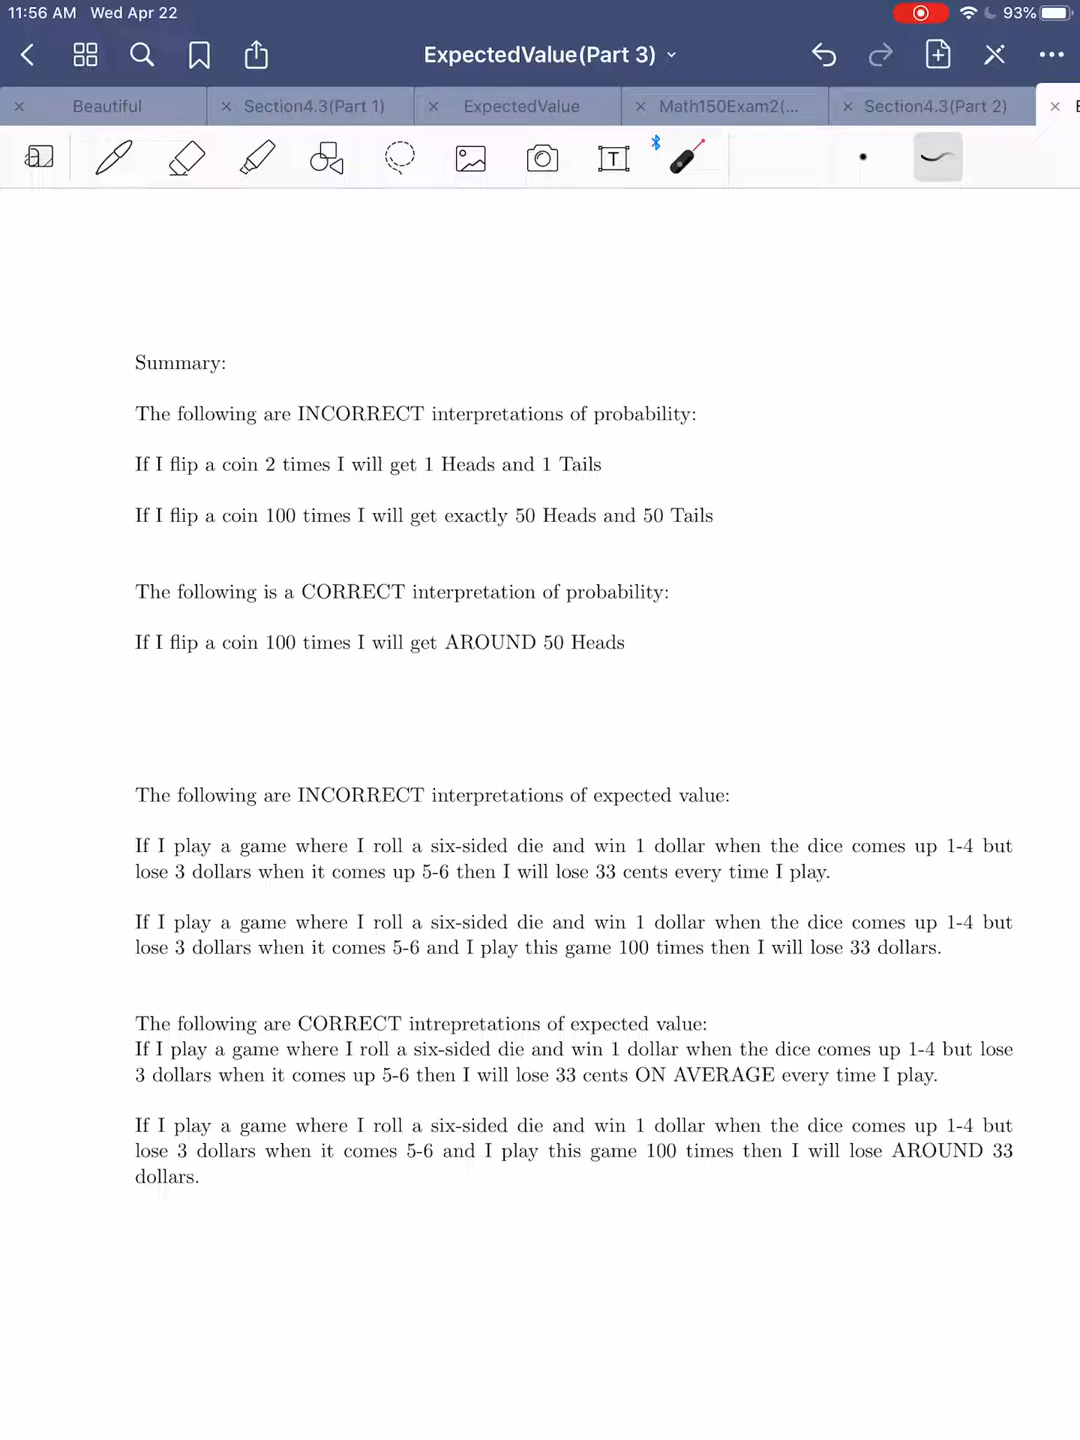 11:56 AM Wed Apr 22
93%
ExpectedValue(Part 3)
Beautiful
Section4.3(Part 1)
ExpectedValue
Math150Exam2(...
Section4.3(Part 2)
T
Summary:
The following are INCORRECT interpretations of probability:
If I flip a coin 2 times I will get 1 Heads and 1 Tails
If I flip a coin 100 times I will get exactly 50 Heads and 50 Tails
The following is a CORRECT interpretation of probability:
If I flip a coin 100 times I will get AROUND 50 Heads
The following are INCORRECT interpretations of expected value:
If I play a game where I roll a six-sided die and win 1 dollar when the dice comes up 1-4 but
lose 3 dollars when it comes up 5-6 then I will lose 33 cents every time I play.
If I play a game where I roll a six-sided die and win 1 dollar when the dice comes up 1-4 but
lose 3 dollars when it comes 5-6 and I play this game 100 times then I will lose 33 dollars.
The following are CORRECT intrepretations of expected value:
If I play a game where I roll a six-sided die and win 1 dollar when the dice comes up 1-4 but lose
3 dollars when it comes up 5-6 then I will lose 33 cents ON AVERAGE every time I play.
If I play a game where I roll a six-sided die and win 1 dollar when the dice comes up 1-4 but
lose 3 dollars when it comes 5-6 and I play this game 100 times then I will lose AROUND 33
dollars.